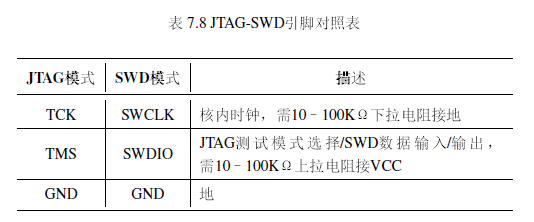 表 7.8 JTAG-SWD引脚对照表
JTAG模式 SWD模式 描述
TCK SWCLK 核内时钟，需10–100KΩ下拉电阻接地
TMS SWDIO JTAG测试模式选择/SWD数据输入/输出，
需10–100KΩ上拉电阻接VCC
GND GND 地